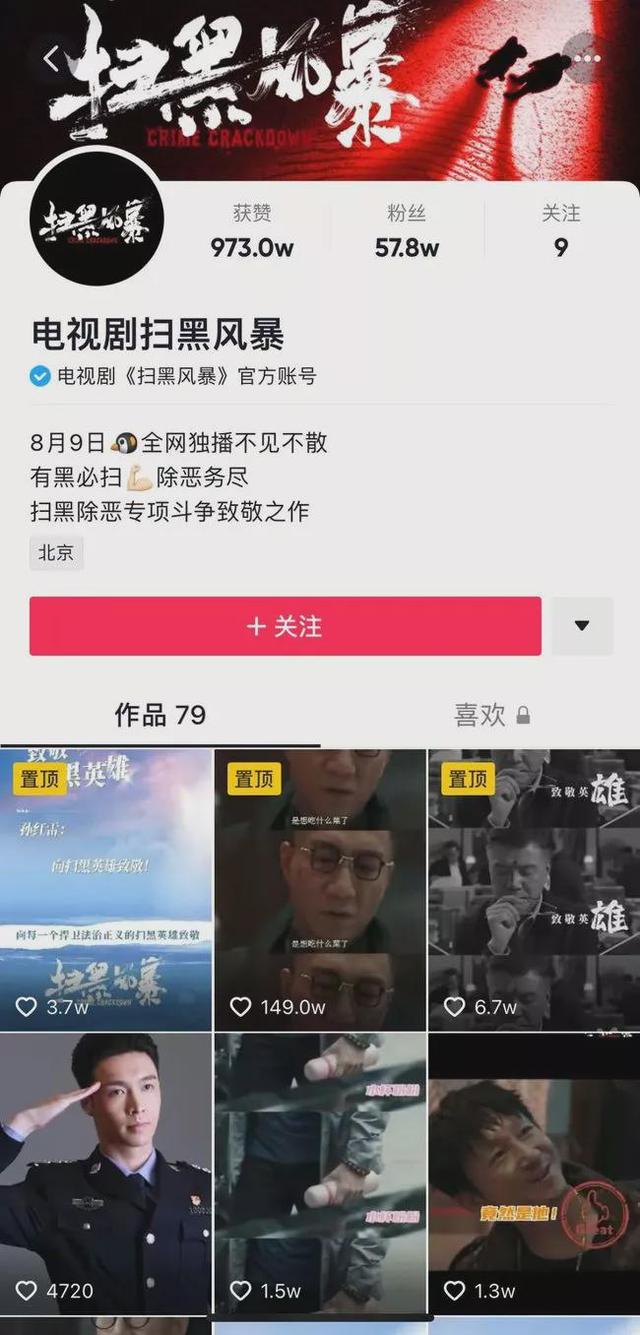 扫黑风暴
CRIME CRACKDOWN
扫黑风暴
CRIME CRACKDOWN
获赞
粉丝
关注
973.0w
57.8w
9
电视剧扫黑风暴
电视剧《扫黑风暴》官方账号
8月9日🐧全网独播不见不散
有黑必扫💪🏻除恶务尽
扫黑除恶专项斗争致敬之作
北京
+ 关注
作品 79
喜欢
置顶
致敬
黑英雄
孙红雷:
向扫黑英雄致敬!
向每一个捍卫法治正义的扫黑英雄致敬
扫黑风暴
CRIME CRACKDOWN
3.7w
置顶
是想吃什么菜了
是想吃什么菜了
149.0w
置顶
致敬英雄
致敬英雄
6.7w
4720
1.5w
竟然是他!
Great
1.3w